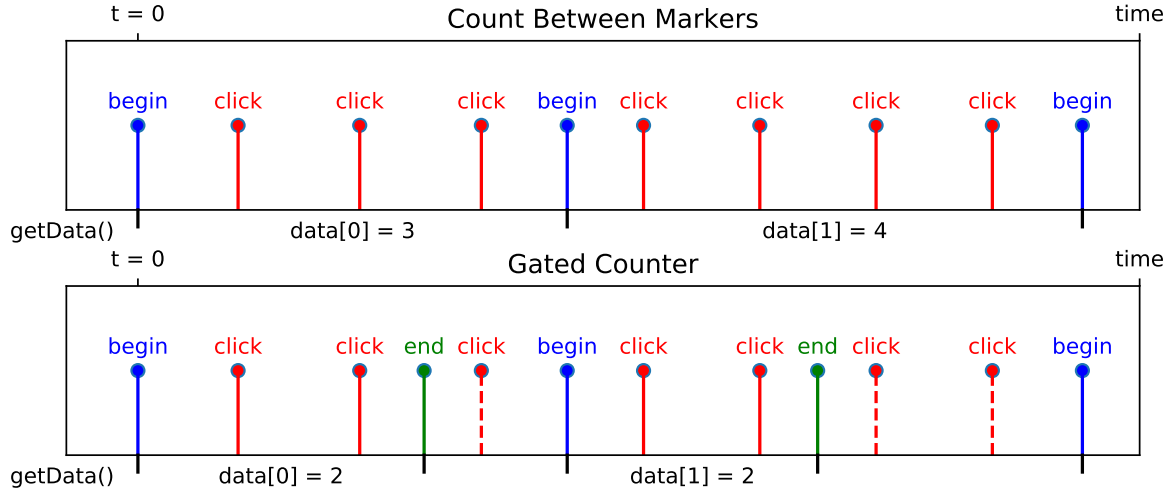 t = 0 Count Between Markers time
begin click click click begin click click click click begin
getData() data[0] = 3 data[1] = 4
t = 0 Gated Counter time
begin click click end click begin click click end click click begin
getData() data[0] = 2 data[1] = 2